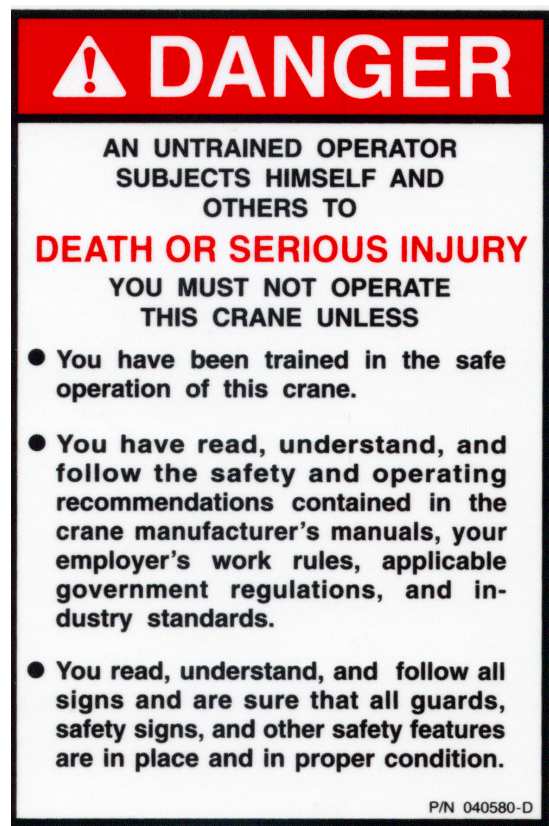 DANGER
AN UNTRAINED OPERATOR
SUBJECTS HIMSELF AND
OTHERS TO
DEATH OR SERIOUS INJURY
YOU MUST NOT OPERATE
THIS CRANE UNLESS
● You have been trained in the safe
operation of this crane.
● You have read, understand, and
follow the safety and operating
recommendations contained in the
crane manufacturer's manuals, your
employer's work rules, applicable
government regulations, and in-
dustry standards.
● You read, understand, and follow all
signs and are sure that all guards,
safety signs, and other safety features
are in place and in proper condition.
P/N 040580-D